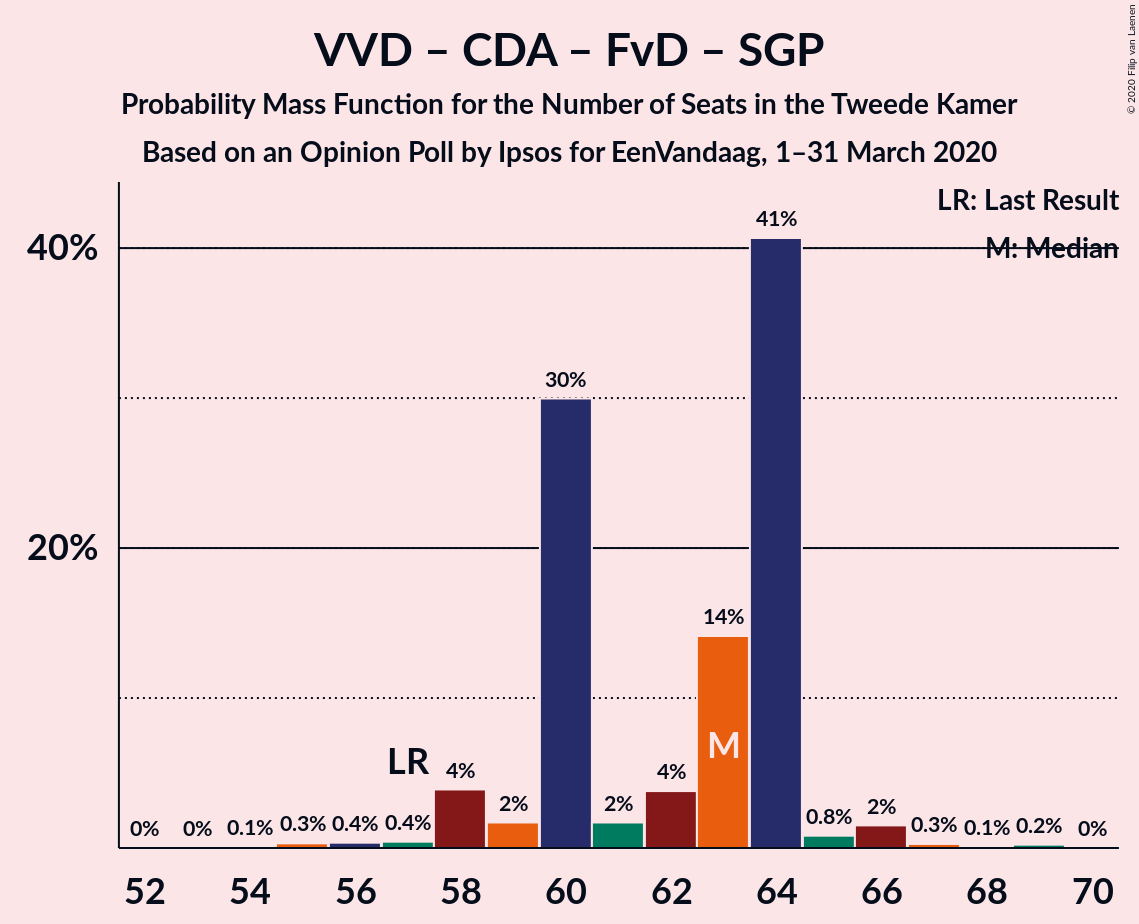 VVD – CDA – FvD – SGP
Probability Mass Function for the Number of Seats in the Tweede Kamer
Based on an Opinion Poll by Ipsos for EenVandaag, 1–31 March 2020
© 2020 Filip van Laenen
LR: Last Result
M: Median
40%
20%
0% 0% 0.1% 0.3% 0.4% 0.4% 4% 2% 30% 2% 4% 14% 41% 0.8% 2% 0.3% 0.1% 0.2% 0%
LR
M
52 54 56 58 60 62 64 66 68 70